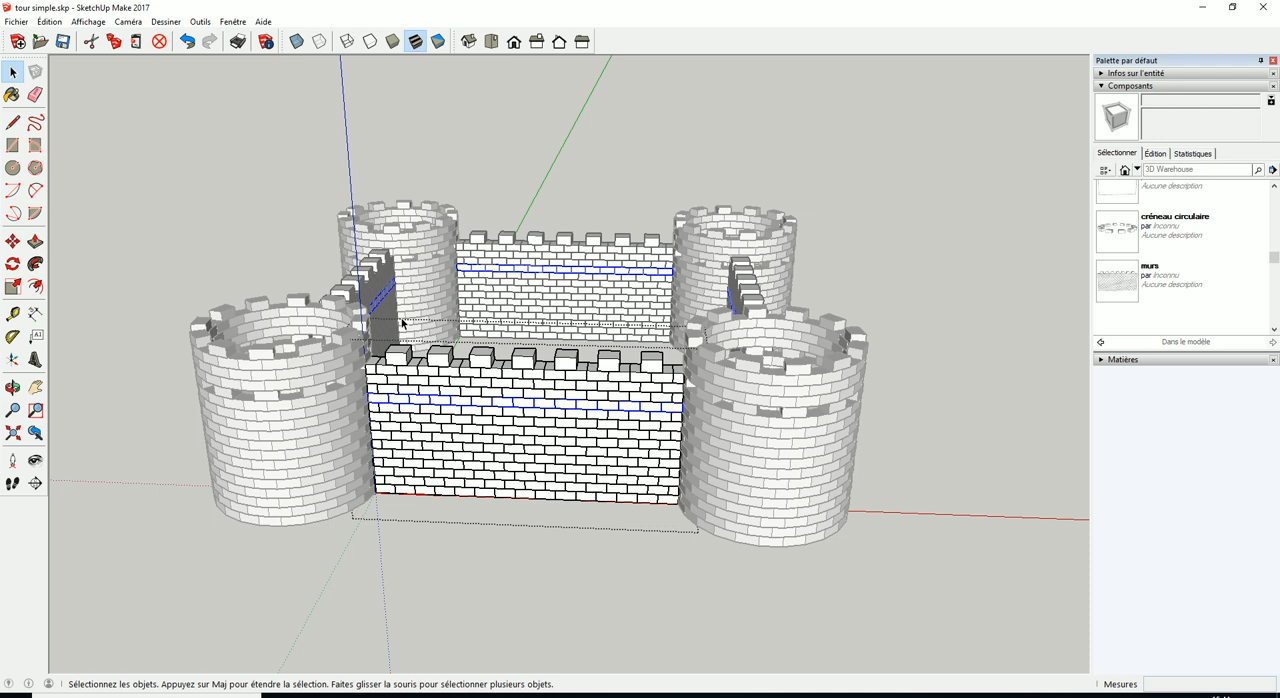 tour simple.skp - SketchUp Make 2017
Fichier Édition Affichage Caméra Dessiner Outils Fenêtre Aide
Palette par défaut
Infos sur l'entité
Composants
Sélectionner Édition Statistiques
3D Warehouse
Aucune description
créneau circulaire
par Inconnu
Aucune description
murs
par Inconnu
Aucune description
Dans le modèle
Matières
Sélectionnez les objets. Appuyez sur Maj pour étendre la sélection. Faites glisser la souris pour sélectionner plusieurs objets.
Mesures